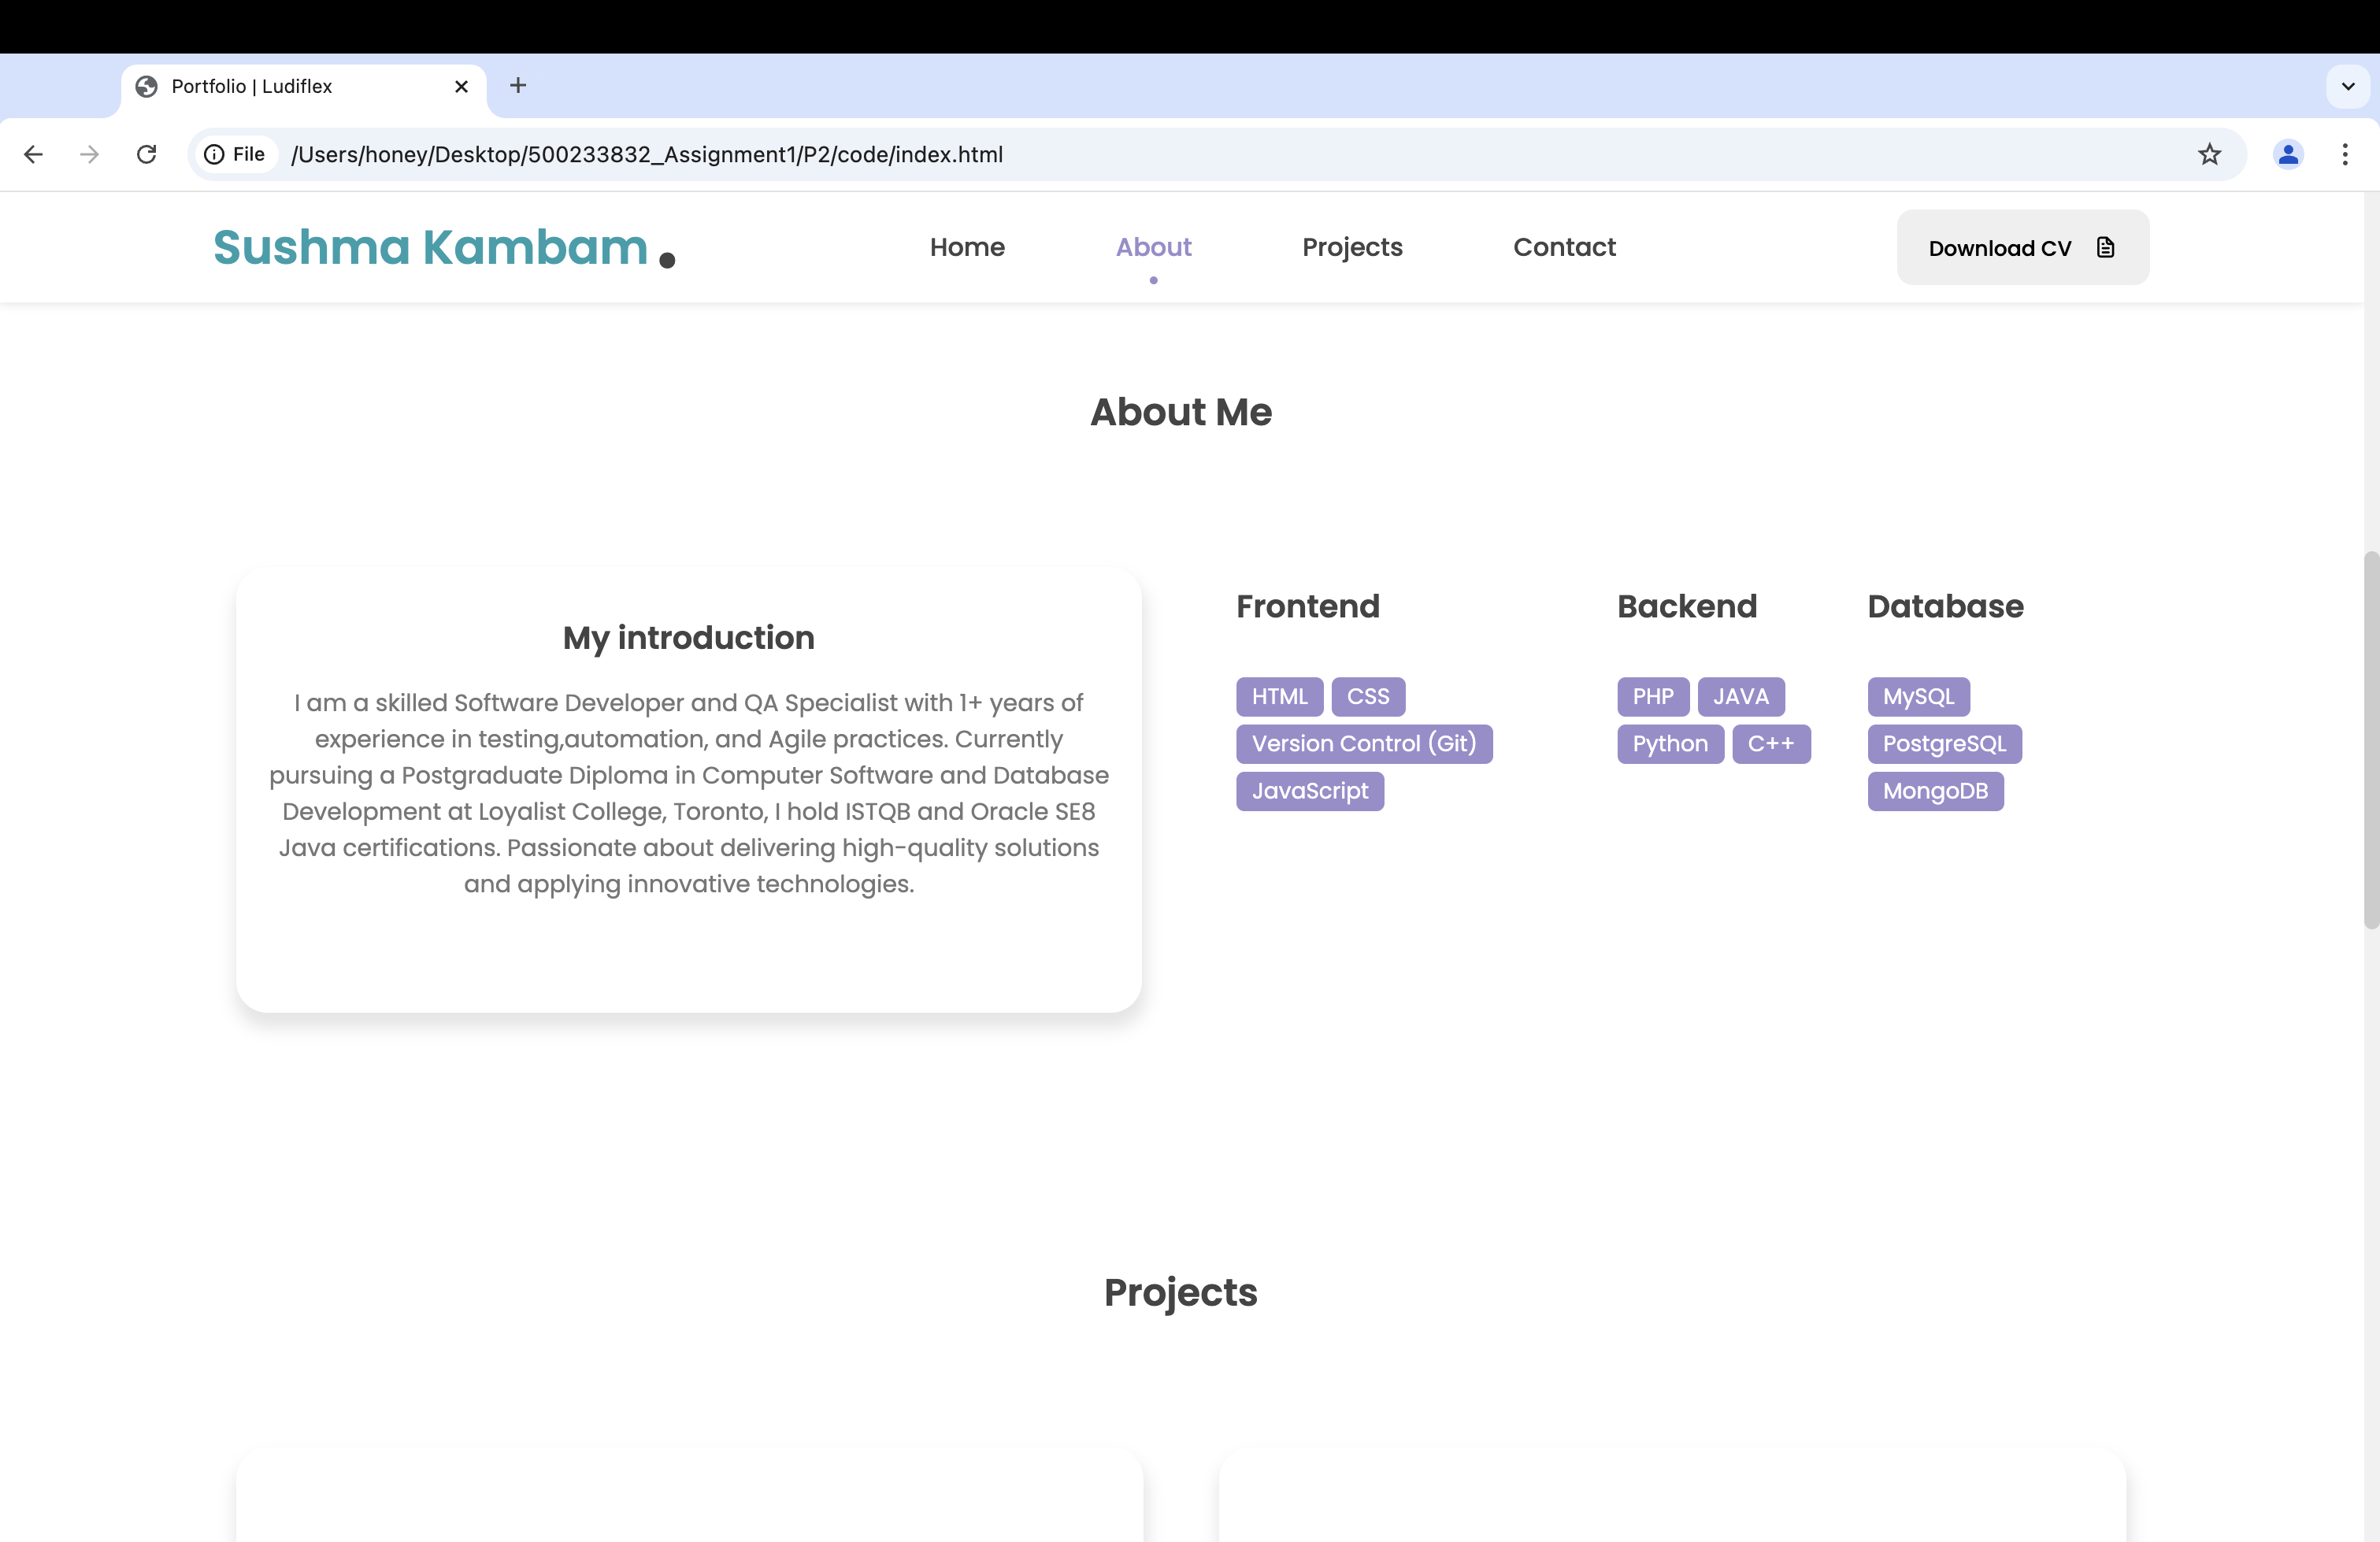 Portfolio | Ludiflex
File /Users/honey/Desktop/500233832_Assignment1/P2/code/index.html
Sushma Kambam .
Home About Projects Contact
Download CV
About Me
My introduction
I am a skilled Software Developer and QA Specialist with 1+ years of
experience in testing,automation, and Agile practices. Currently
pursuing a Postgraduate Diploma in Computer Software and Database
Development at Loyalist College, Toronto, I hold ISTQB and Oracle SE8
Java certifications. Passionate about delivering high-quality solutions
and applying innovative technologies.
Frontend
HTML CSS
Version Control (Git)
JavaScript
Backend
PHP JAVA
Python C++
Database
MySQL
PostgreSQL
MongoDB
Projects